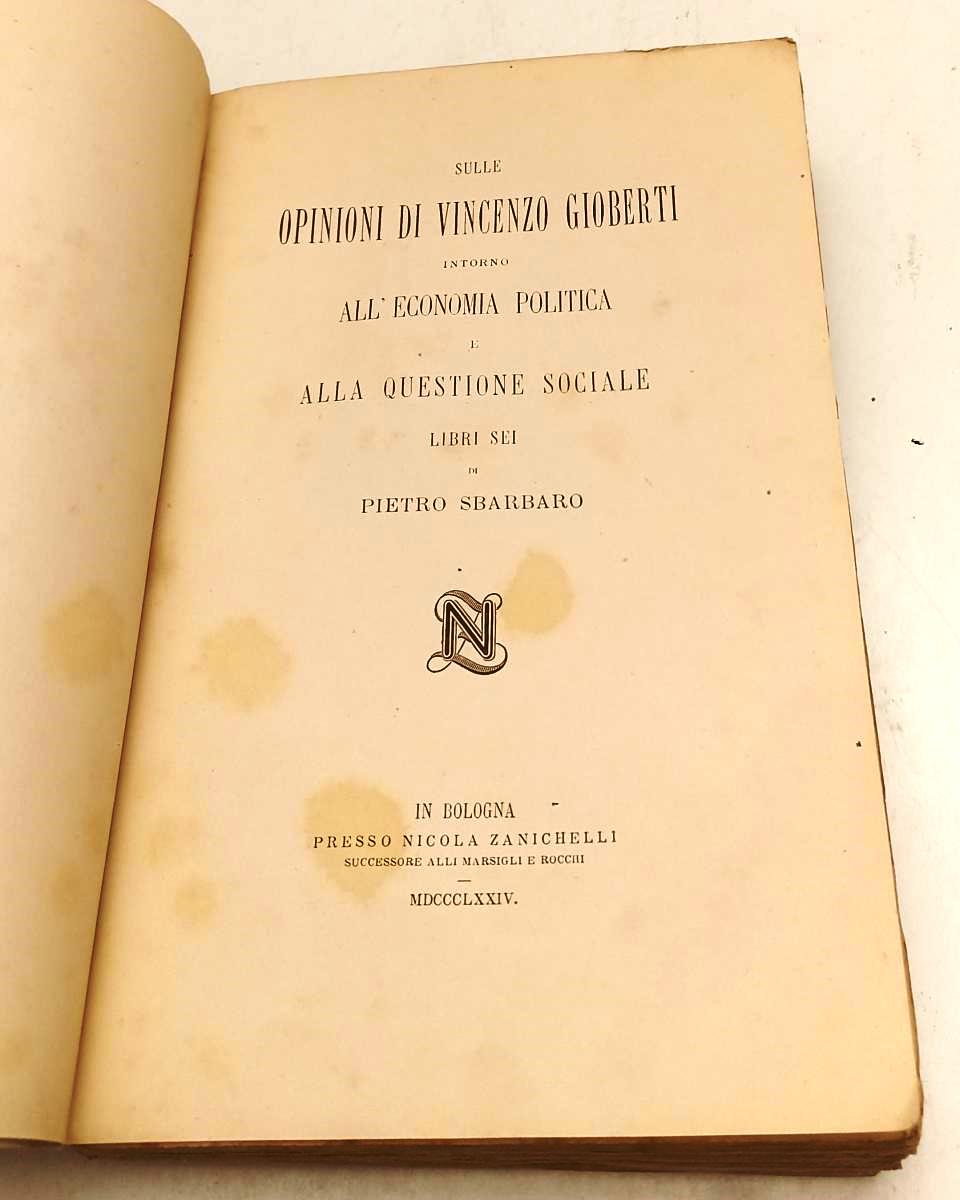 SULLE
OPINIONI DI VINCENZO GIOBERTI
INTORNO
ALL' ECONOMIA POLITICA
E
ALLA QUESTIONE SOCIALE
LIBRI SEI
DI
PIETRO SBARBARO
NZ
IN BOLOGNA
PRESSO NICOLA ZANICHELLI
SUCCESSORE ALLI MARSIGLI E ROCCHI
—
MDCCCLXXIV.